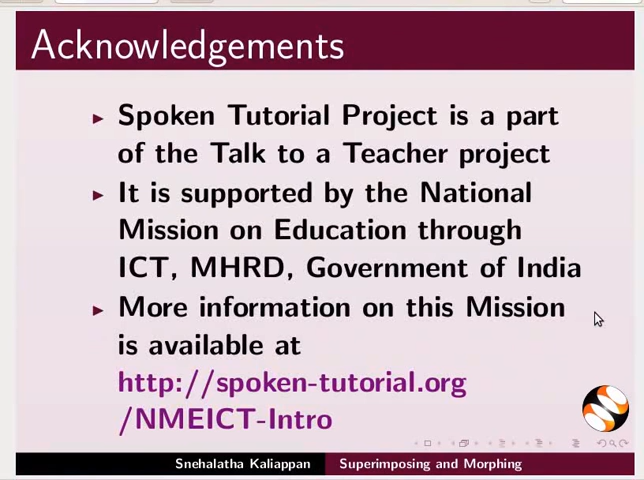 Acknowledgements
Spoken Tutorial Project is a part
of the Talk to a Teacher project
It is supported by the National
Mission on Education through
ICT, MHRD, Government of India
More information on this Mission
is available at
http://spoken-tutorial.org
/NMEICT-Intro
Snehalatha Kaliappan Superimposing and Morphing